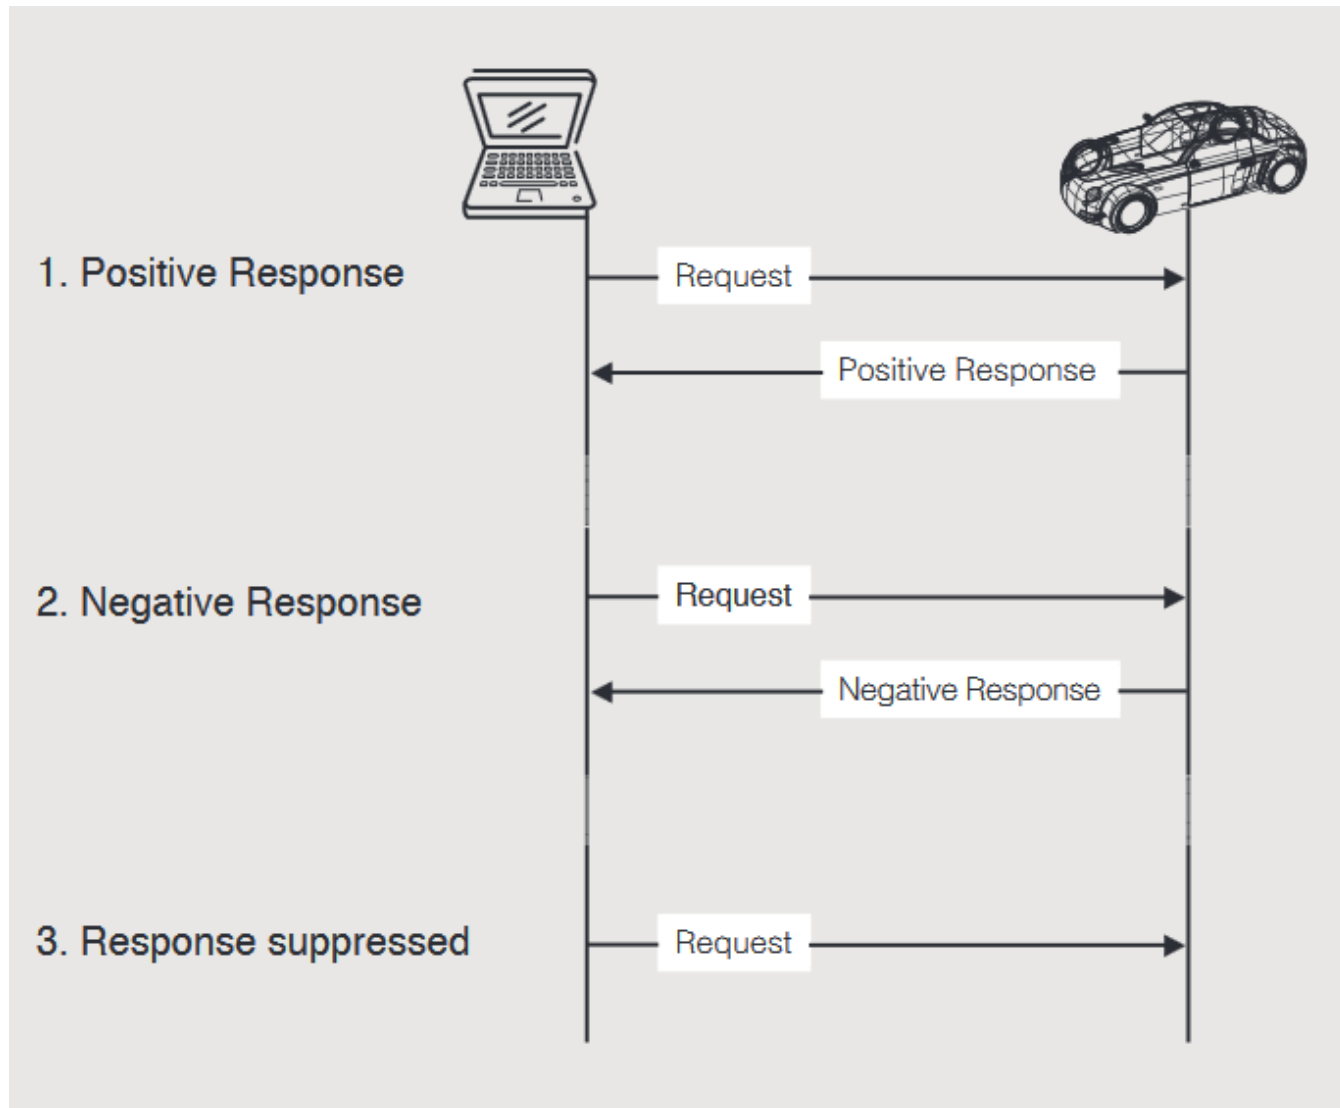 1. Positive Response
Request
Positive Response
2. Negative Response
Request
Negative Response
3. Response suppressed
Request